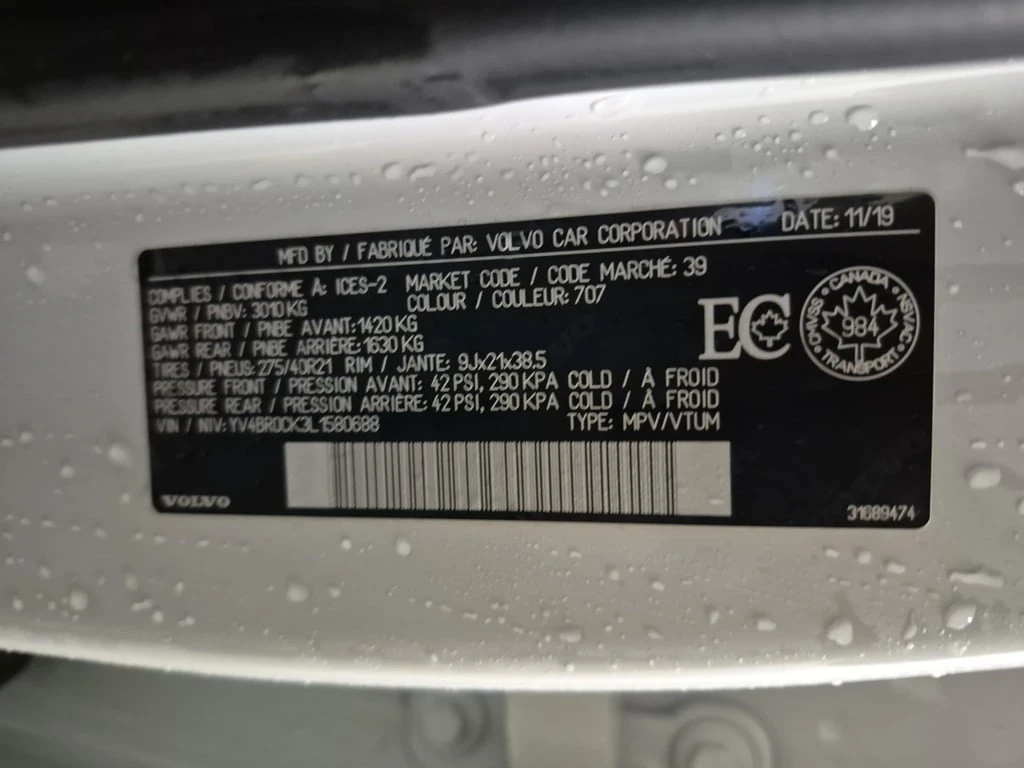 MFD BY / FABRIQUÉ PAR: VOLVO CAR CORPORATION DATE: 11/19
COMPLIES / CONFORME À: ICES-2 MARKET CODE / CODE MARCHÉ: 39
GVWR / PNBV: 3010 KG COLOUR / COULEUR: 707
GAWR FRONT / PNBE AVANT: 1420 KG
GAWR REAR / PNBE ARRIÈRE: 1630 KG
TIRES / PNEUS: 275/40R21 RIM / JANTE: 9Jx21x38.5
PRESSURE FRONT / PRESSION AVANT: 42 PSI, 290 KPA COLD / À FROID
PRESSURE REAR / PRESSION ARRIÈRE: 42 PSI, 290 KPA COLD / À FROID
VIN / NIV: YV4BR0CK3L1580688 TYPE: MPV/VTUM
EC
CANADA
CMVSS 984 NSVAC
TRANSPORT
VOLVO 31689474